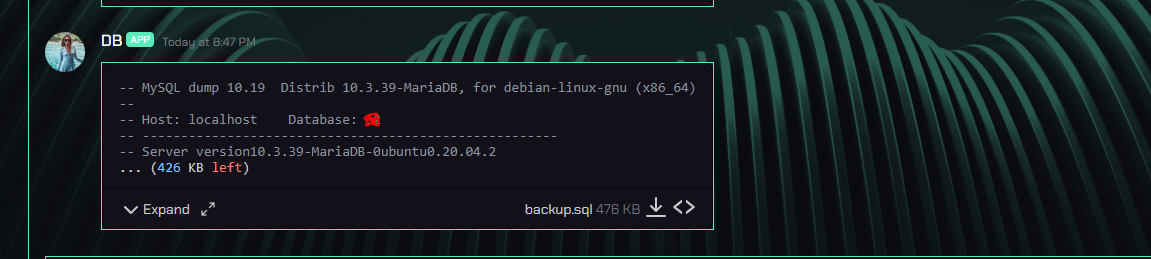 DB APP Today at 8:47 PM
-- MySQL dump 10.19  Distrib 10.3.39-MariaDB, for debian-linux-gnu (x86_64)
--
-- Host: localhost    Database:
-- ------------------------------------------------------
-- Server version10.3.39-MariaDB-0ubuntu0.20.04.2
... (426 KB left)
Expand backup.sql 476 KB